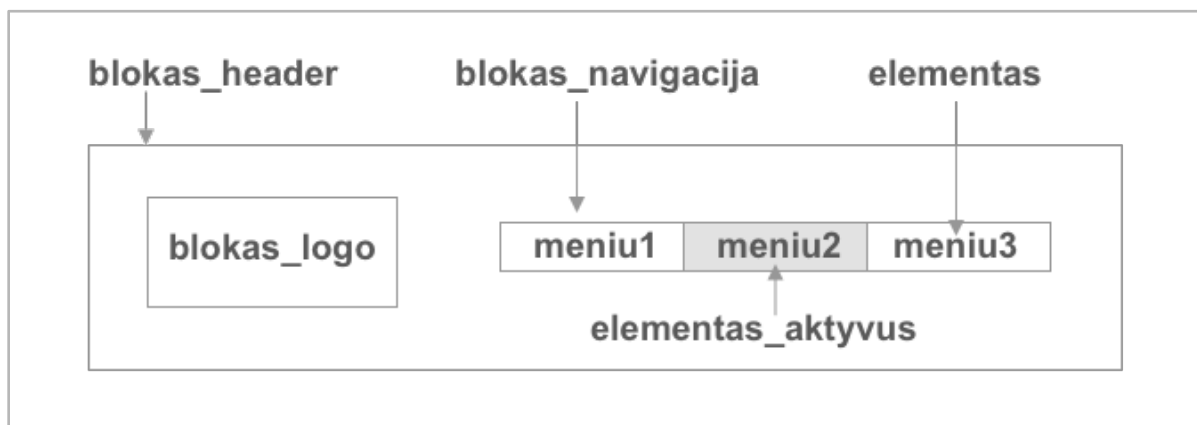 blokas_header blokas_navigacija elementas
blokas_logo
meniu1 meniu2 meniu3
elementas_aktyvus